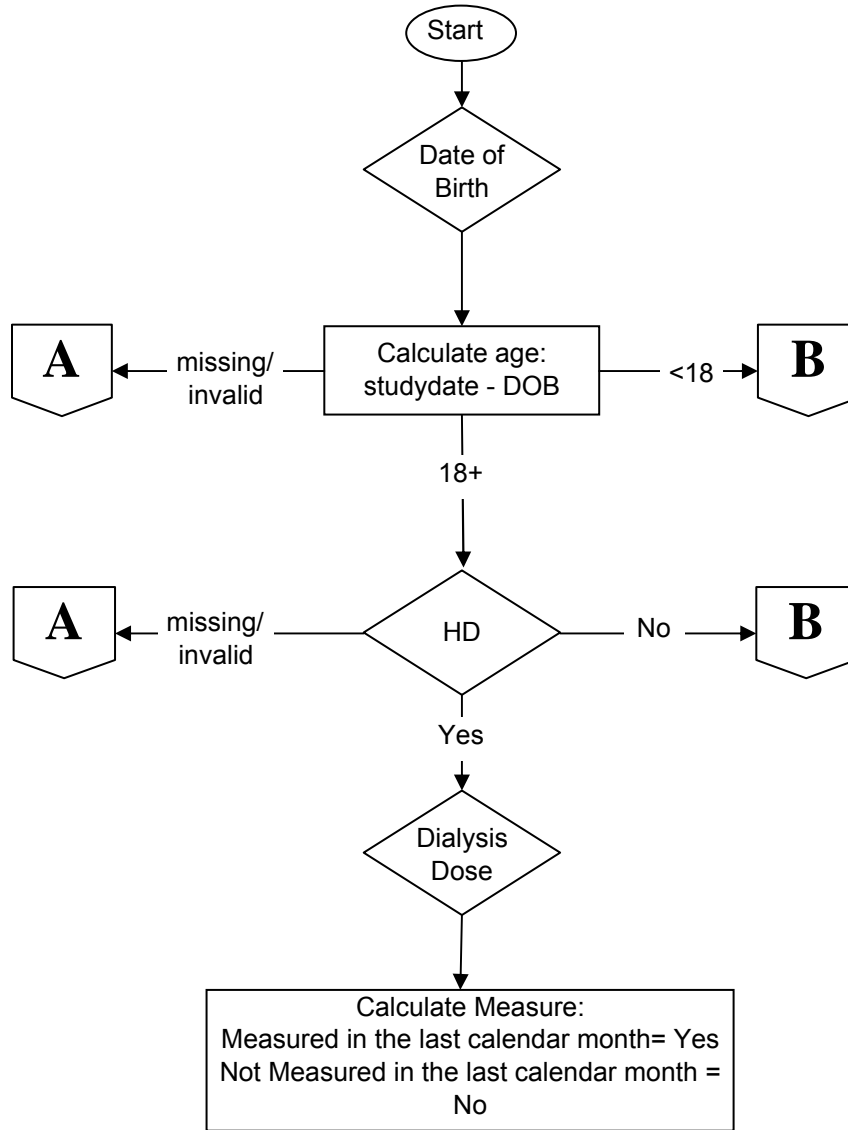 Start
Date of
Birth
A
missing/
invalid
Calculate age:
studydate - DOB
<18
B
18+
A
missing/
invalid
HD
No
B
Yes
Dialysis
Dose
Calculate Measure:
Measured in the last calendar month= Yes
Not Measured in the last calendar month =
No